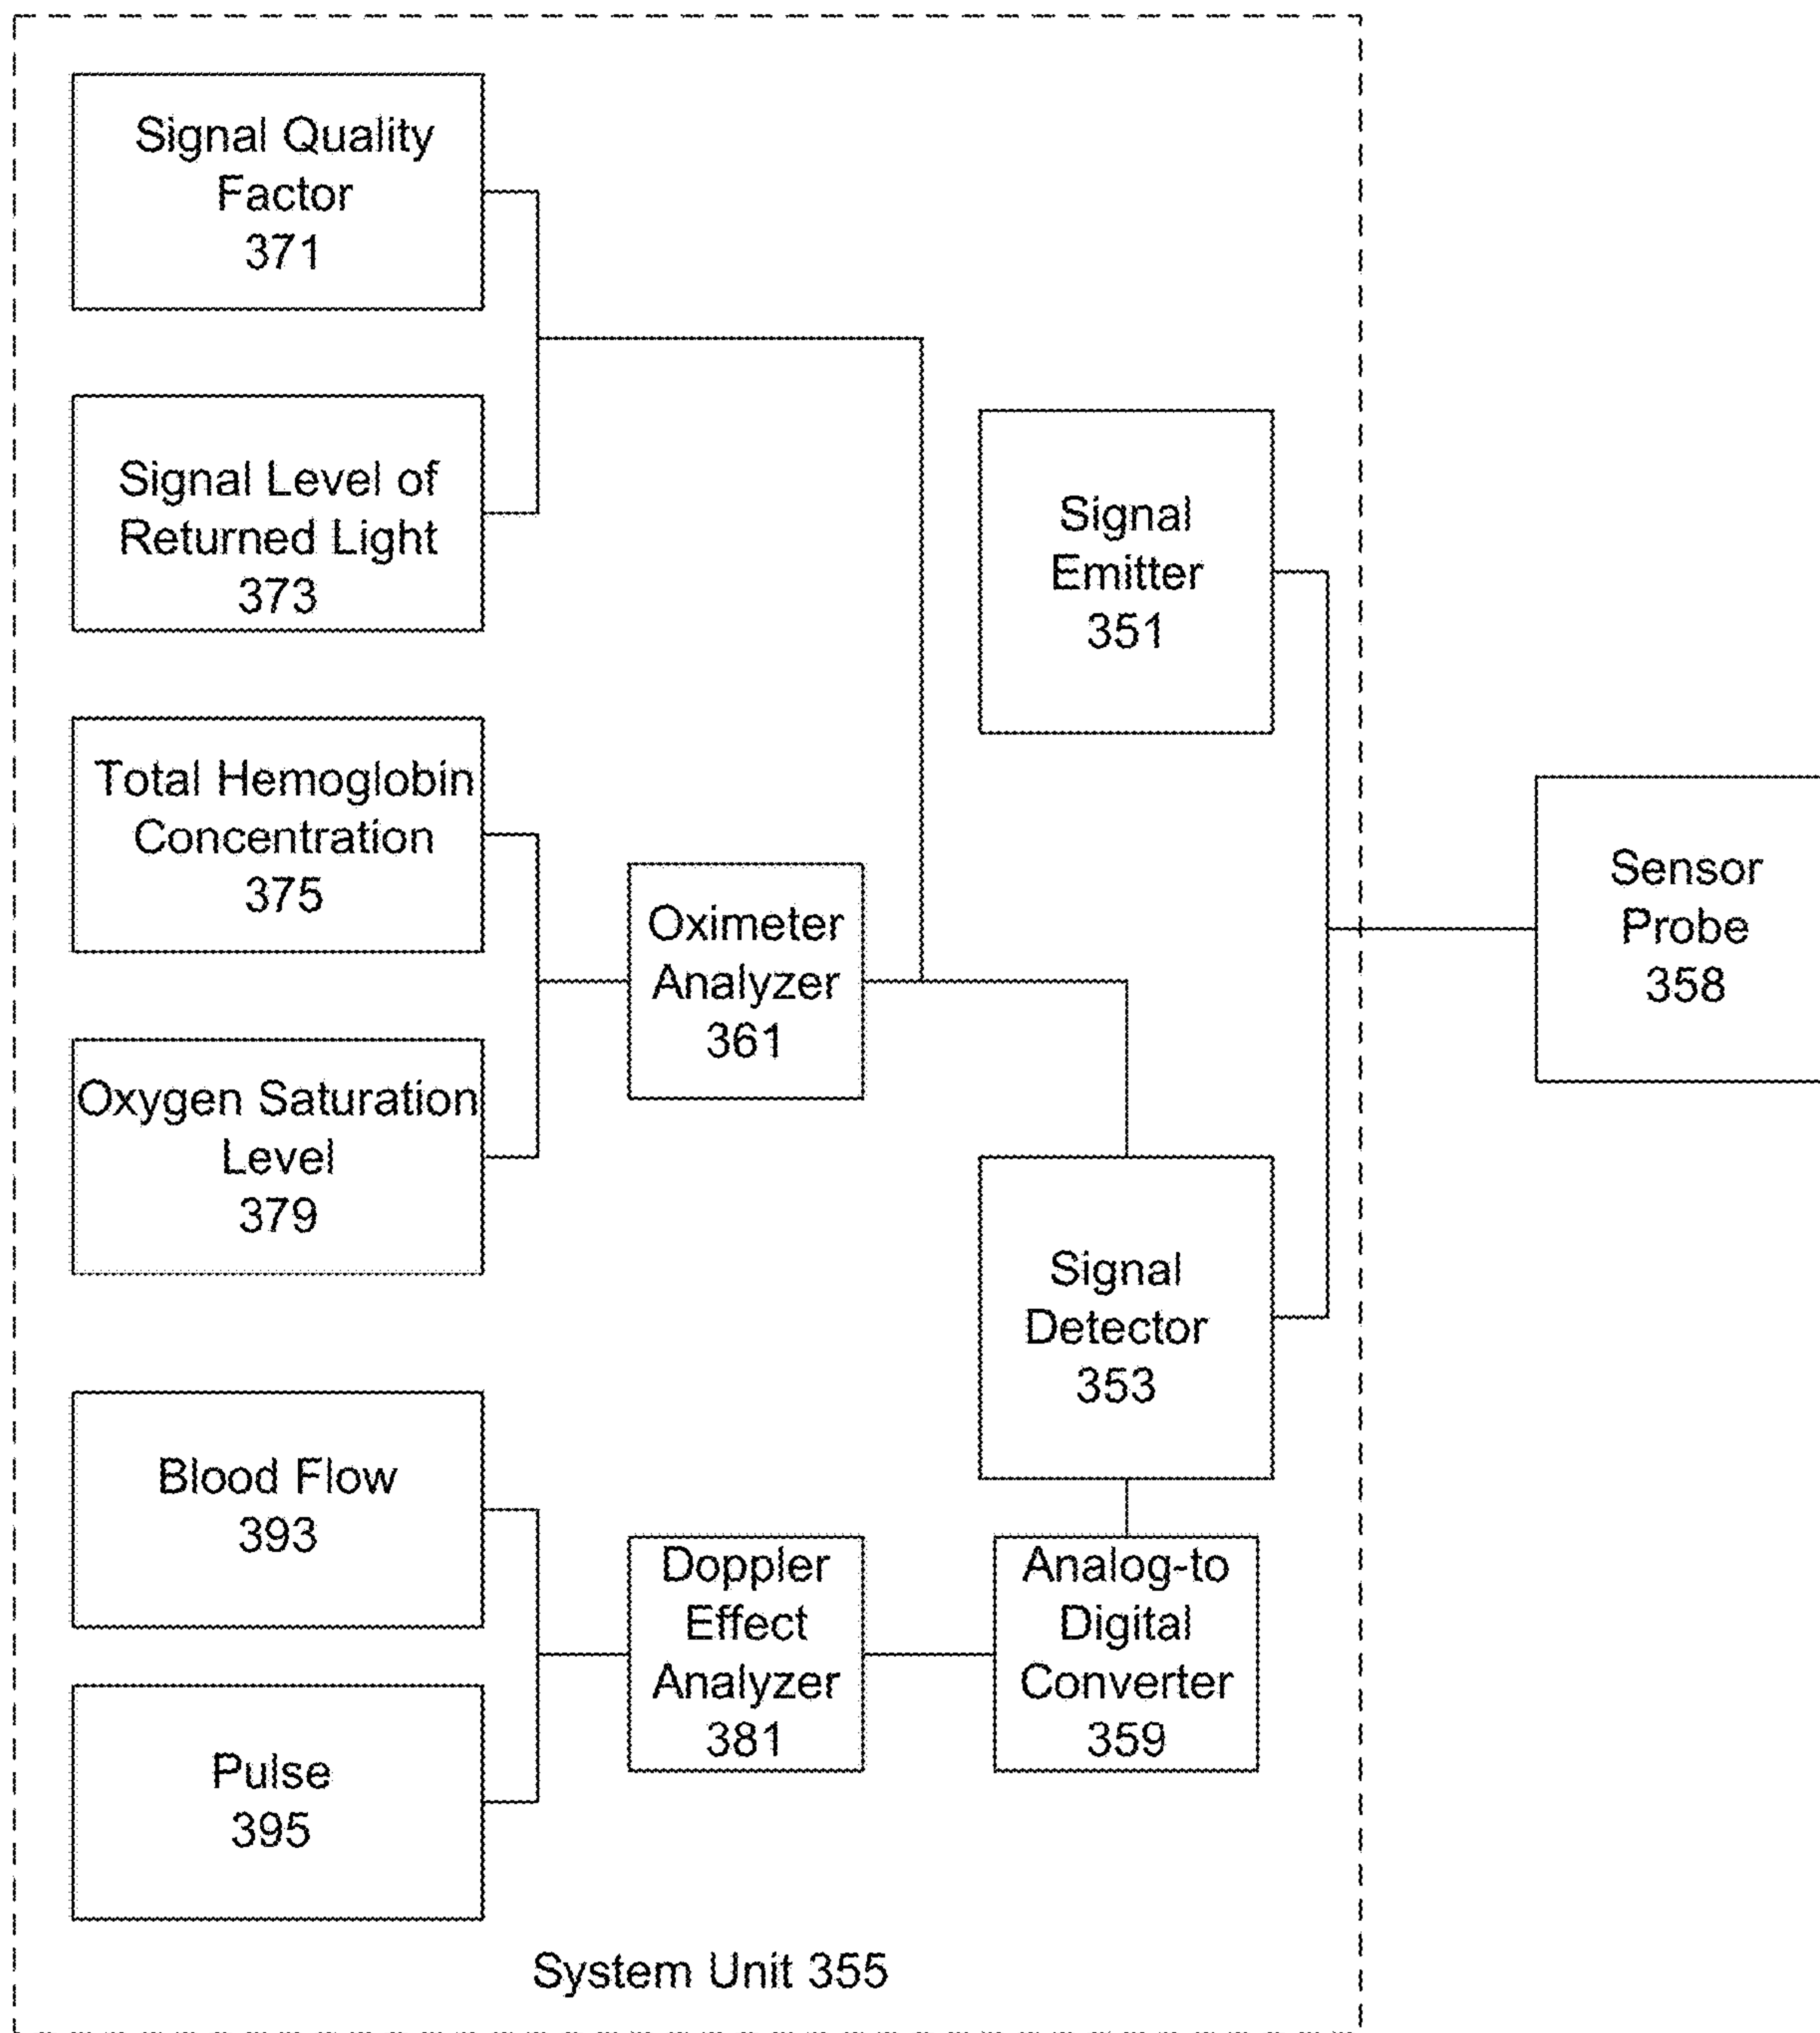 Signal Quality
Factor
371
Signal Level of
Returned Light
373
Signal
Emitter
351
Total Hemoglobin
Concentration
375
Oximeter
Analyzer
361
Sensor
Probe
358
Oxygen Saturation
Level
379
Signal
Detector
353
Blood Flow
393
Doppler
Effect
Analyzer
381
Analog-to
Digital
Converter
359
Pulse
395
System Unit 355